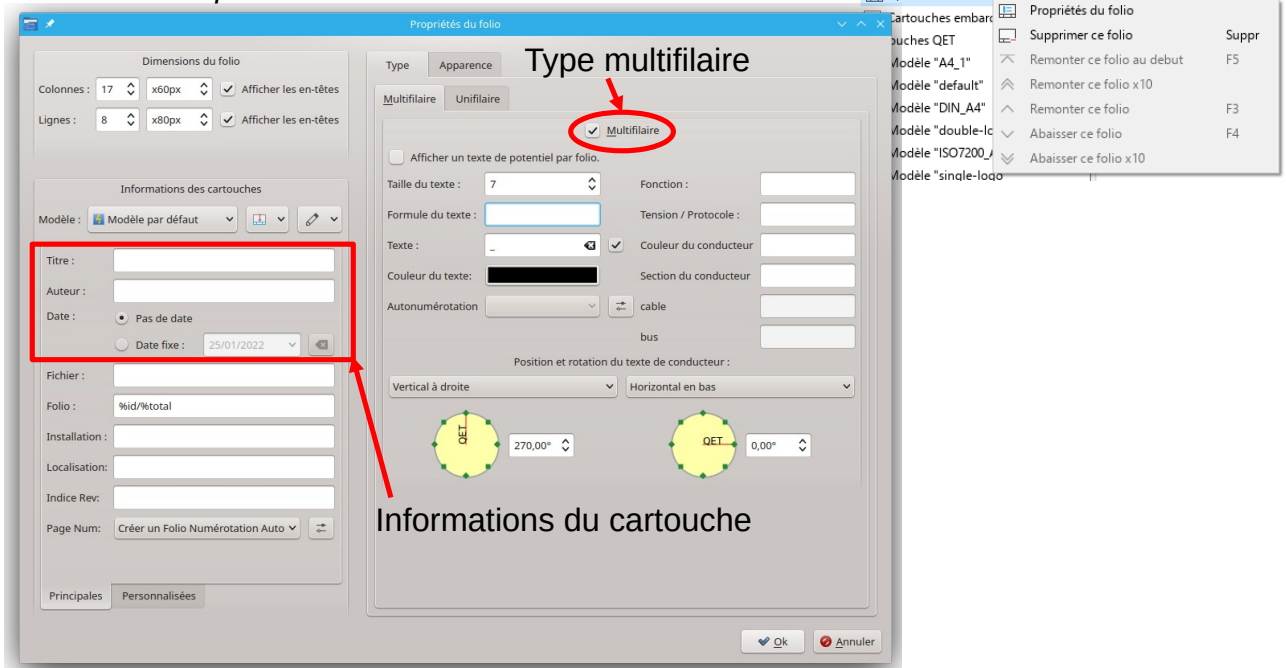 Propriétés du folio
Type multifilaire
Dimensions du folio
Colonnes : 17 x60px Afficher les en-têtes
Lignes : 8 x80px Afficher les en-têtes
Informations des cartouches
Modèle : Modèle par défaut
Titre :
Auteur :
Date : Pas de date
Date fixe : 25/01/2022
Fichier :
Folio : %id/%total
Installation :
Localisation:
Indice Rev:
Page Num: Créer un Folio Numérotation Auto
Principales Personnalisées
Type Apparence
Multifilaire Unifilaire
Multifilaire
Afficher un texte de potentiel par folio.
Taille du texte : 7 Fonction :
Formule du texte : Tension / Protocole :
Texte : _ Couleur du conducteur
Couleur du texte: Section du conducteur
Autonumérotation cable
bus
Position et rotation du texte de conducteur :
Vertical à droite Horizontal en bas
QET 270,00° QET 0,00°
Informations du cartouche
Ok Annuler
Cartouches embar
ouches QET
Modèle "A4_1"
Modèle "default"
Modèle "DIN_A4"
Modèle "double-lo
Modèle "ISO7200_A
Modèle "single-logo
Propriétés du folio
Supprimer ce folio Suppr
Remonter ce folio au debut F5
Remonter ce folio x10
Remonter ce folio F3
Abaisser ce folio F4
Abaisser ce folio x10